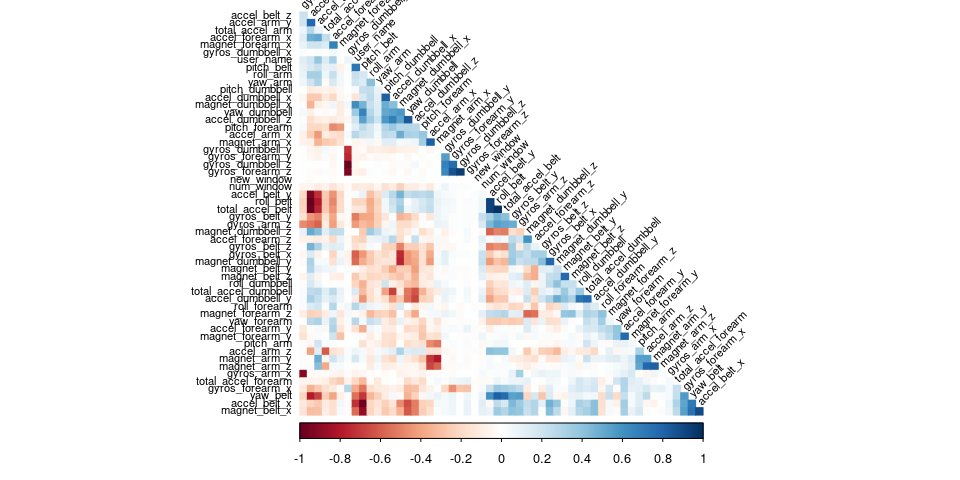 accel_belt_z
accel_arm_y
total_accel_arm
accel_forearm_x
magnet_forearm_x
gyros_dumbbell_x
user_name
pitch_belt
roll_arm
yaw_arm
pitch_dumbbell
accel_dumbbell_x
magnet_dumbbell_x
yaw_dumbbell
accel_dumbbell_z
pitch_forearm
accel_arm_x
magnet_arm_x
gyros_dumbbell_y
gyros_forearm_y
gyros_dumbbell_z
gyros_forearm_z
new_window
num_window
accel_belt_y
roll_belt
total_accel_belt
gyros_belt_y
gyros_arm_z
magnet_dumbbell_z
accel_forearm_z
gyros_belt_z
gyros_belt_x
magnet_dumbbell_y
magnet_belt_y
magnet_belt_z
roll_dumbbell
total_accel_dumbbell
accel_dumbbell_y
roll_forearm
magnet_forearm_z
yaw_forearm
accel_forearm_y
magnet_forearm_y
pitch_arm
accel_arm_z
magnet_arm_y
magnet_arm_z
gyros_arm_x
total_accel_forearm
gyros_forearm_x
yaw_belt
accel_belt_x
magnet_belt_x
user_name
pitch_belt
roll_arm
yaw_arm
pitch_dumbbell
accel_dumbbell_x
magnet_dumbbell_x
yaw_dumbbell
accel_dumbbell_z
pitch_forearm
accel_arm_x
magnet_arm_x
gyros_dumbbell_y
gyros_forearm_y
gyros_dumbbell_z
gyros_forearm_z
new_window
num_window
accel_belt_y
roll_belt
total_accel_belt
gyros_belt_y
gyros_arm_z
magnet_dumbbell_z
accel_forearm_z
gyros_belt_z
gyros_belt_x
magnet_dumbbell_y
magnet_belt_y
magnet_belt_z
roll_dumbbell
total_accel_dumbbell
accel_dumbbell_y
roll_forearm
magnet_forearm_z
yaw_forearm
accel_forearm_y
magnet_forearm_y
pitch_arm
accel_arm_z
magnet_arm_y
magnet_arm_z
gyros_arm_x
total_accel_forearm
gyros_forearm_x
yaw_belt
accel_belt_x
-1 -0.8 -0.6 -0.4 -0.2 0 0.2 0.4 0.6 0.8 1